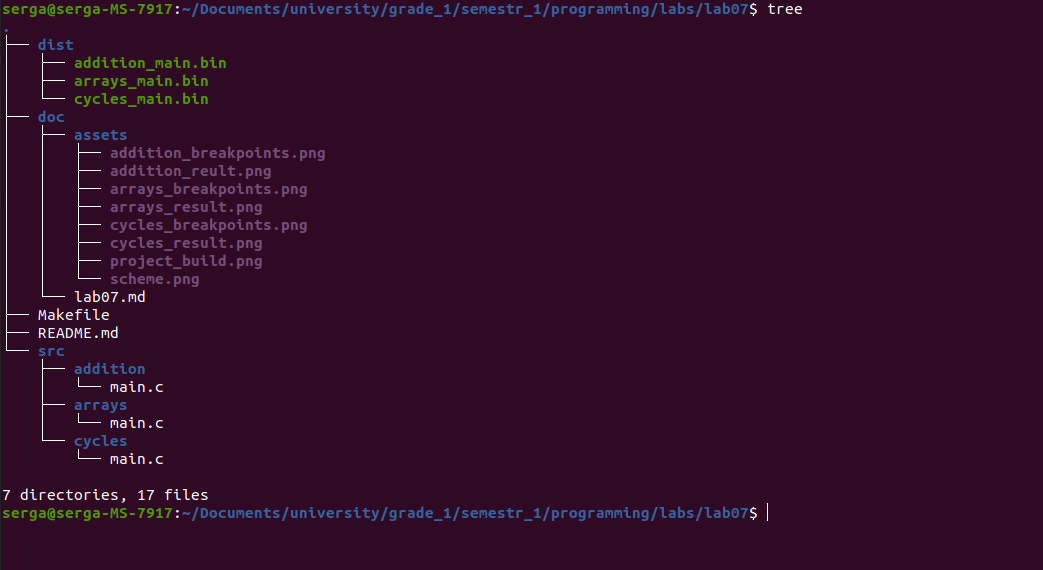 serga@serga-MS-7917:~/Documents/university/grade_1/semestr_1/programming/labs/lab07$ tree
.
├── dist
│   ├── addition_main.bin
│   ├── arrays_main.bin
│   └── cycles_main.bin
├── doc
│   ├── assets
│   │   ├── addition_breakpoints.png
│   │   ├── addition_reult.png
│   │   ├── arrays_breakpoints.png
│   │   ├── arrays_result.png
│   │   ├── cycles_breakpoints.png
│   │   ├── cycles_result.png
│   │   ├── project_build.png
│   │   └── scheme.png
│   └── lab07.md
├── Makefile
├── README.md
└── src
    ├── addition
    │   └── main.c
    ├── arrays
    │   └── main.c
    └── cycles
        └── main.c

7 directories, 17 files
serga@serga-MS-7917:~/Documents/university/grade_1/semestr_1/programming/labs/lab07$